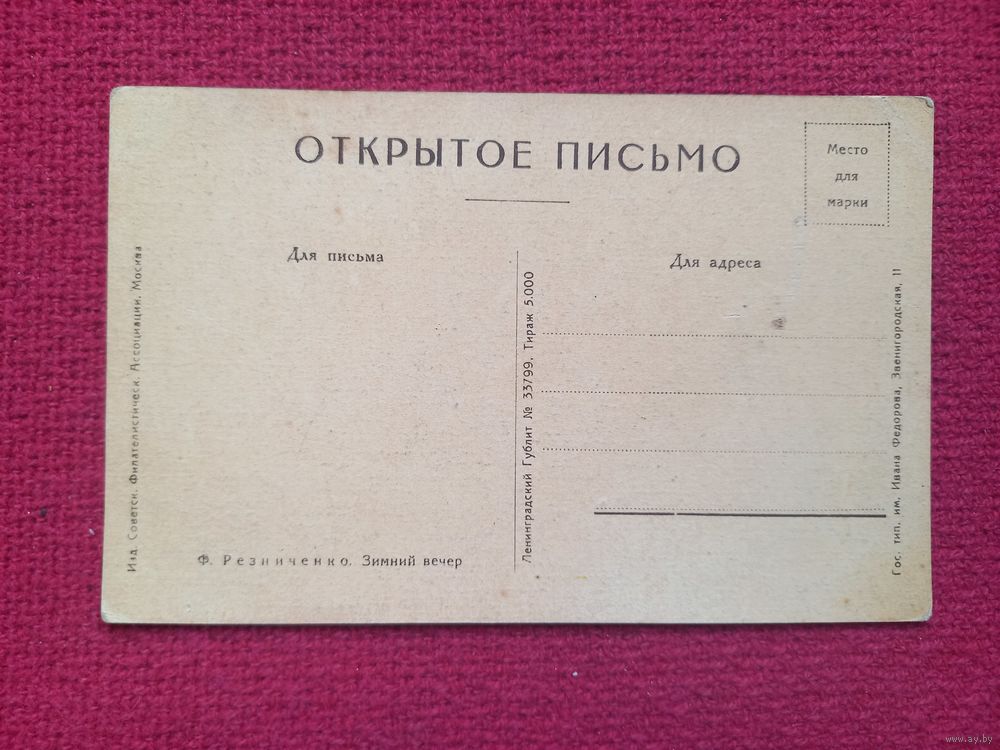 ОТКРЫТОЕ ПИСЬМО
Место
для
марки
Для письма
Для адреса
Изд. Советск. Филателистическ. Ассоциации. Москва
Ленинградский Гублит № 33799. Тираж 5.000
Гос. тип. им. Ивана Федорова, Звенигородская, 11
Ф. Резниченко. Зимний вечер
www.ay.by